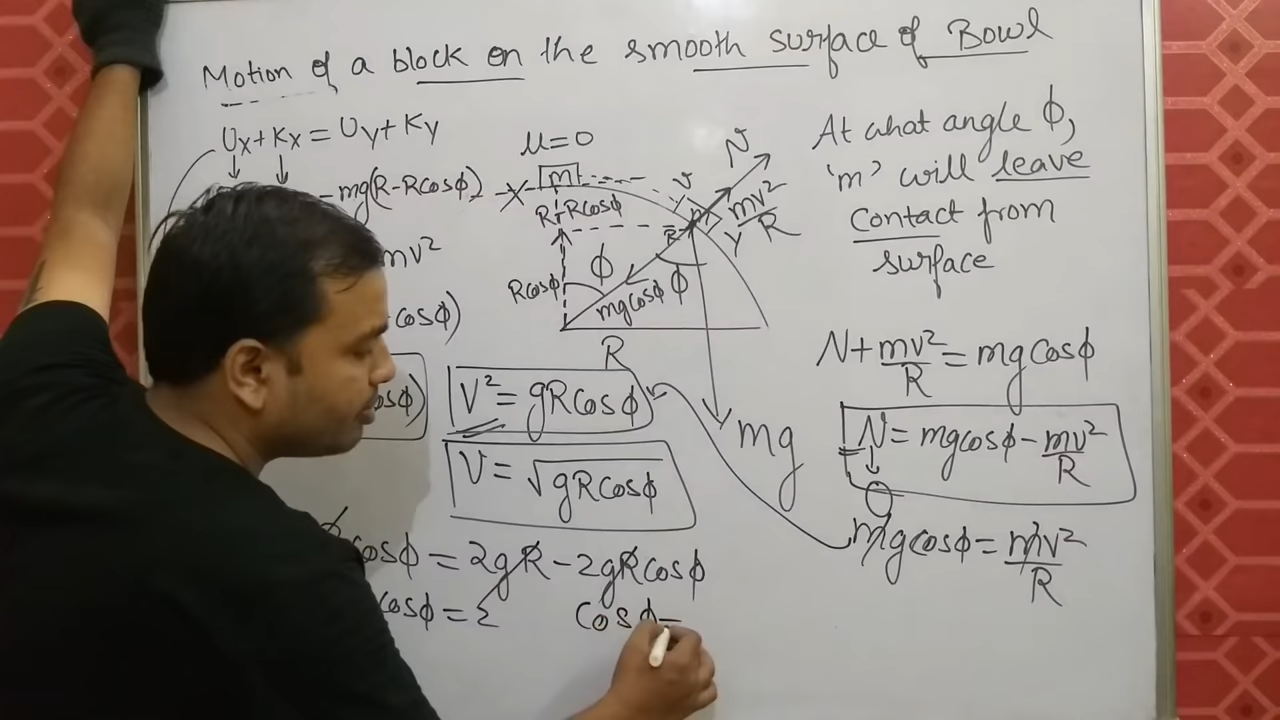 Motion of a block on the smooth surface of Bowl
Ux+Kx = Uy+Ky
μ=0
-mg(R-Rcosϕ)
X
m
R-Rcosϕ
Rcosϕ
ϕ
mgcosϕ
ϕ
R
N
v
mv²/R
Y
mg
R
mv²
cosϕ)
cosϕ)
V² = gRcosϕ
V = √gRcosϕ
cosϕ = 2gR - 2gRcosϕ
cosϕ = 2
Cosϕ=
At what angle ϕ,
'm' will leave
contact from
surface
N+mv²/R = mgcosϕ
N = mgcosϕ - mv²/R
mgcosϕ = mv²/R